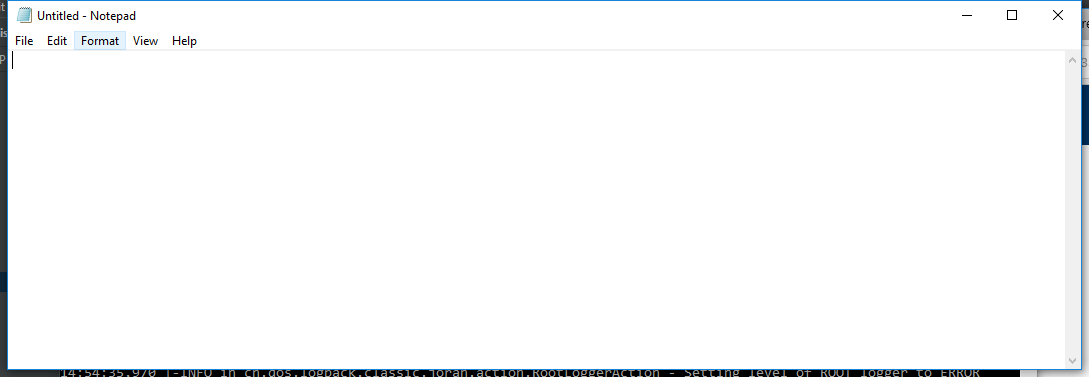 Untitled - Notepad
File Edit Format View Help
14:54:35.970 |-INFO in ch.qos.logback.classic.joran.action.RootLoggerAction - Setting level of ROOT logger to ERROR